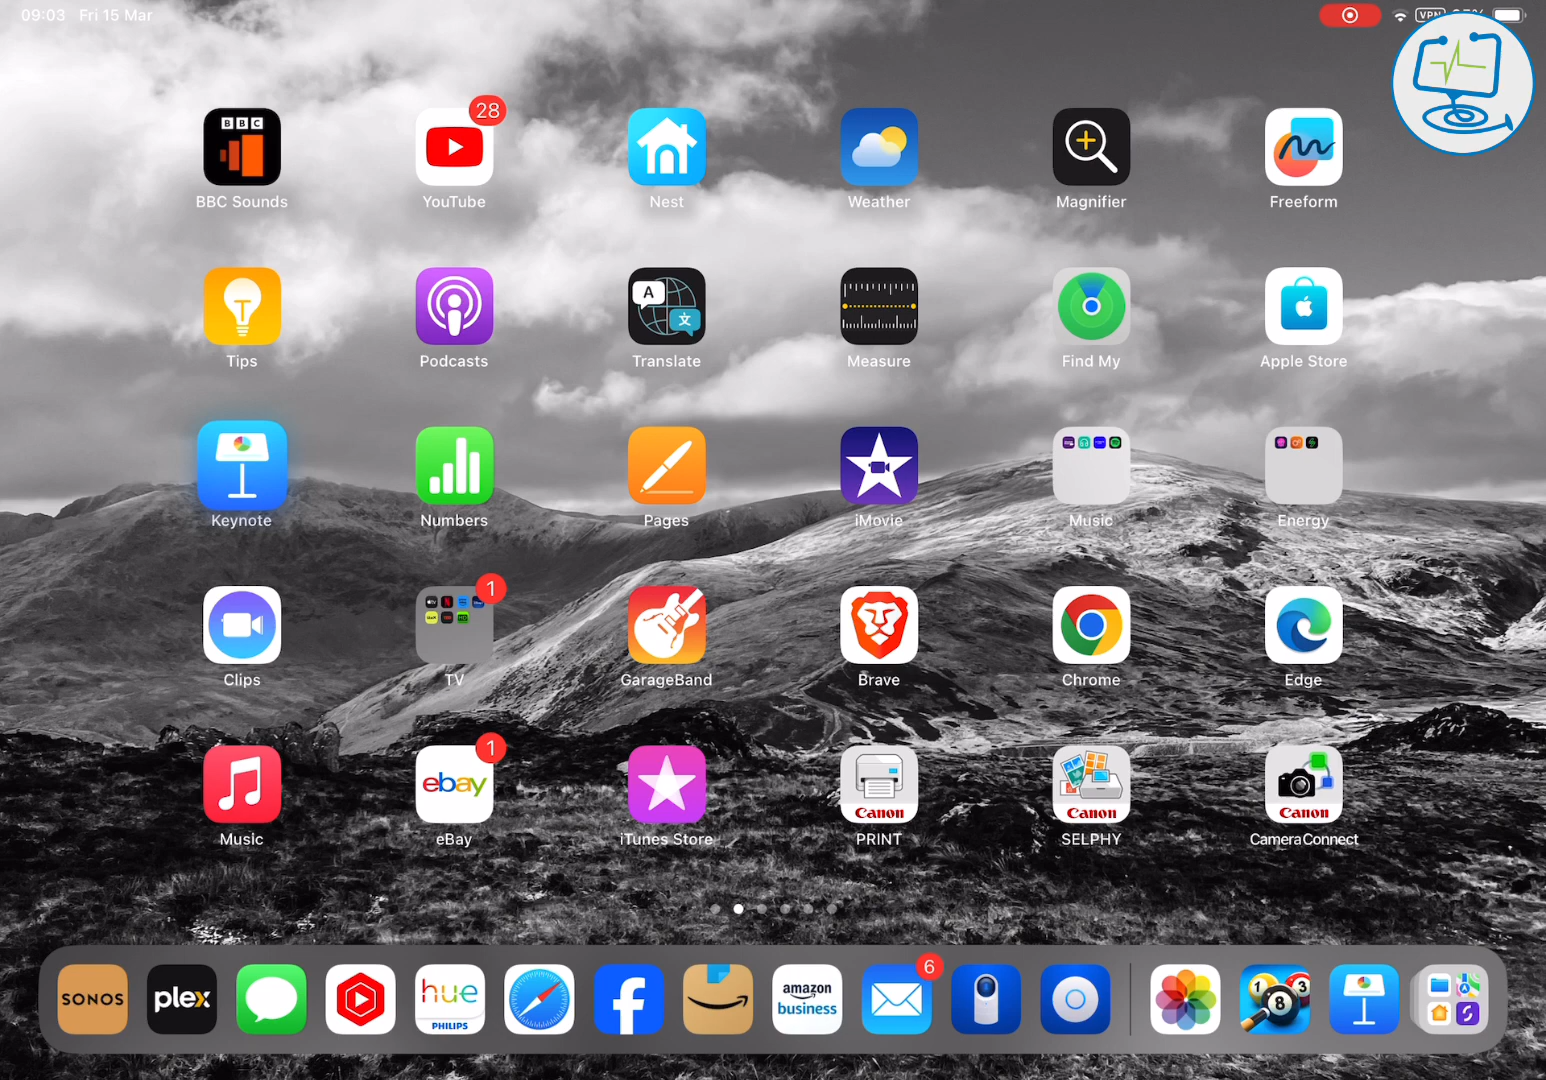 09:03 Fri 15 Mar
VPN
BBC
BBC Sounds
28
YouTube
Nest
Weather
Magnifier
Freeform
T
Tips
Podcasts
A
文
Translate
Measure
Find My
Apple Store
Keynote
Numbers
Pages
iMovie
Music
Energy
Clips
1
TV
GarageBand
Brave
Chrome
Edge
Music
1
ebay
eBay
iTunes Store
Canon
PRINT
Canon
SELPHY
Canon
CameraConnect
SONOS
plex
hue
PHILIPS
f
amazon
business
6
1
8
3